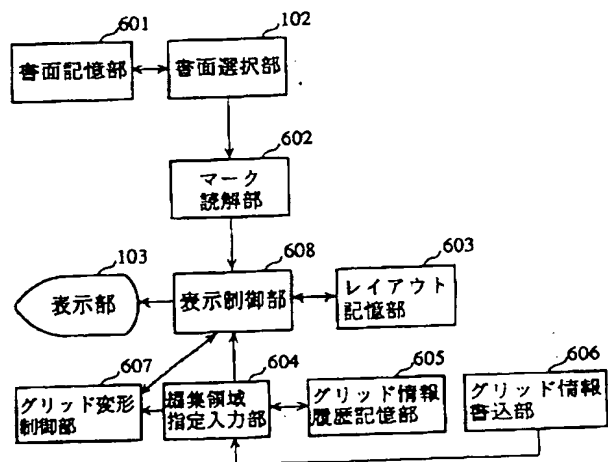 601
102
書面記憶部
書面選択部
602
マーク
読解部
608
603
103
表示部
表示制御部
レイアウト
記憶部
607
604
605
606
グリッド変形
制御部
編集領域
指定入力部
グリッド情報
履歴記憶部
グリッド情報
書込部